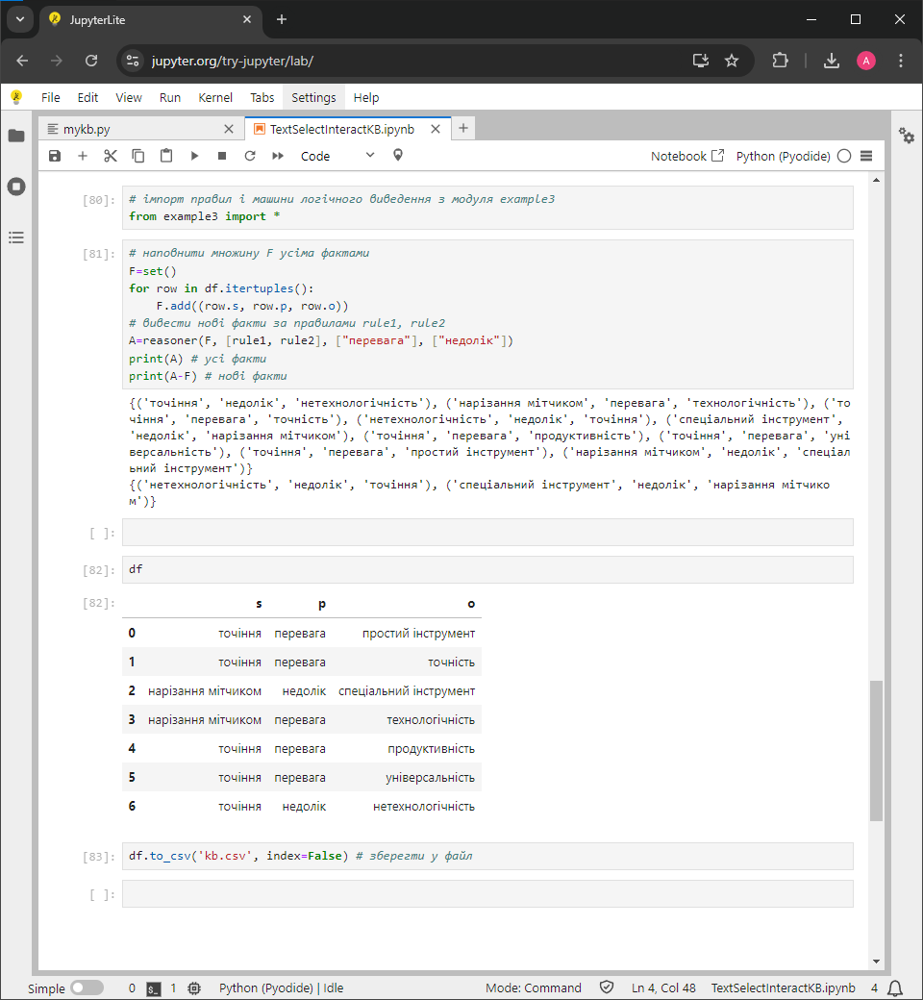 JupyterLite
jupyter.org/try-jupyter/lab/
A
File Edit View Run Kernel Tabs Settings Help
mykb.py
TextSelectInteractKB.ipynb
Code
Notebook
Python (Pyodide)
[80]:
# імпорт правил і машини логічного виведення з модуля example3
from example3 import *
[81]:
# наповнити множину F усіма фактами
F=set()
for row in df.itertuples():
    F.add((row.s, row.p, row.o))
# вивести нові факти за правилами rule1, rule2
A=reasoner(F, [rule1, rule2], ["перевага"], ["недолік"])
print(A) # усі факти
print(A-F) # нові факти
{('точіння', 'недолік', 'нетехнологічність'), ('нарізання мітчиком', 'перевага', 'технологічність'), ('то
чіння', 'перевага', 'точність'), ('нетехнологічність', 'недолік', 'точіння'), ('спеціальний інструмент',
'недолік', 'нарізання мітчиком'), ('точіння', 'перевага', 'продуктивність'), ('точіння', 'перевага', 'уні
версальність'), ('точіння', 'перевага', 'простий інструмент'), ('нарізання мітчиком', 'недолік', 'спеціал
ьний інструмент')}
{('нетехнологічність', 'недолік', 'точіння'), ('спеціальний інструмент', 'недолік', 'нарізання мітчико
м')}
[ ]:
[82]:
df
[82]:
s p o
0 точіння перевага простий інструмент
1 точіння перевага точність
2 нарізання мітчиком недолік спеціальний інструмент
3 нарізання мітчиком перевага технологічність
4 точіння перевага продуктивність
5 точіння перевага універсальність
6 точіння недолік нетехнологічність
[83]:
df.to_csv('kb.csv', index=False) # зберегти у файл
[ ]:
Simple 0 1 Python (Pyodide) | Idle Mode: Command Ln 4, Col 48 TextSelectInteractKB.ipynb 4